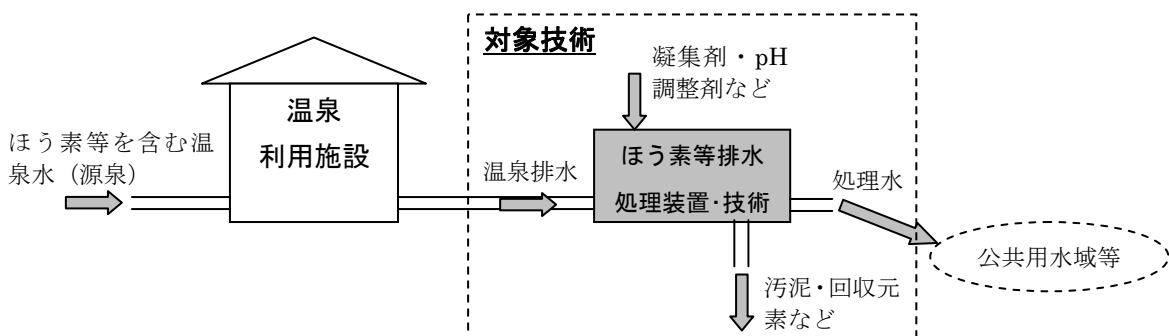 対象技術
凝集剤・pH
調整剤など
温泉
利用施設
ほう素等を含む温
泉水（源泉）
温泉排水
ほう素等排水
処理装置・技術
処理水
公共用水域等
汚泥・回収元
素など